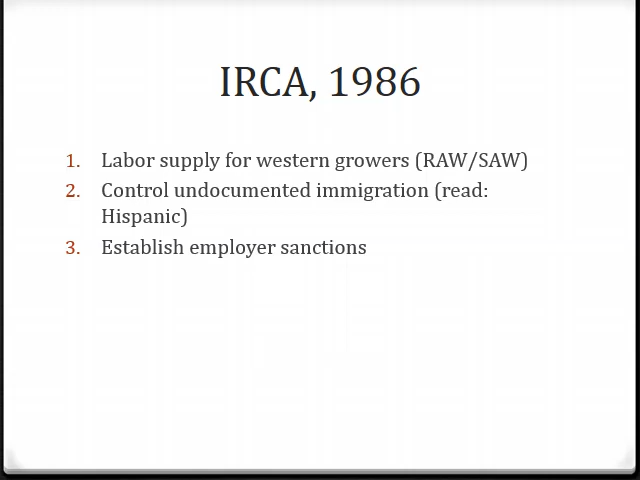 IRCA, 1986
1. Labor supply for western growers (RAW/SAW)
2. Control undocumented immigration (read:
Hispanic)
3. Establish employer sanctions